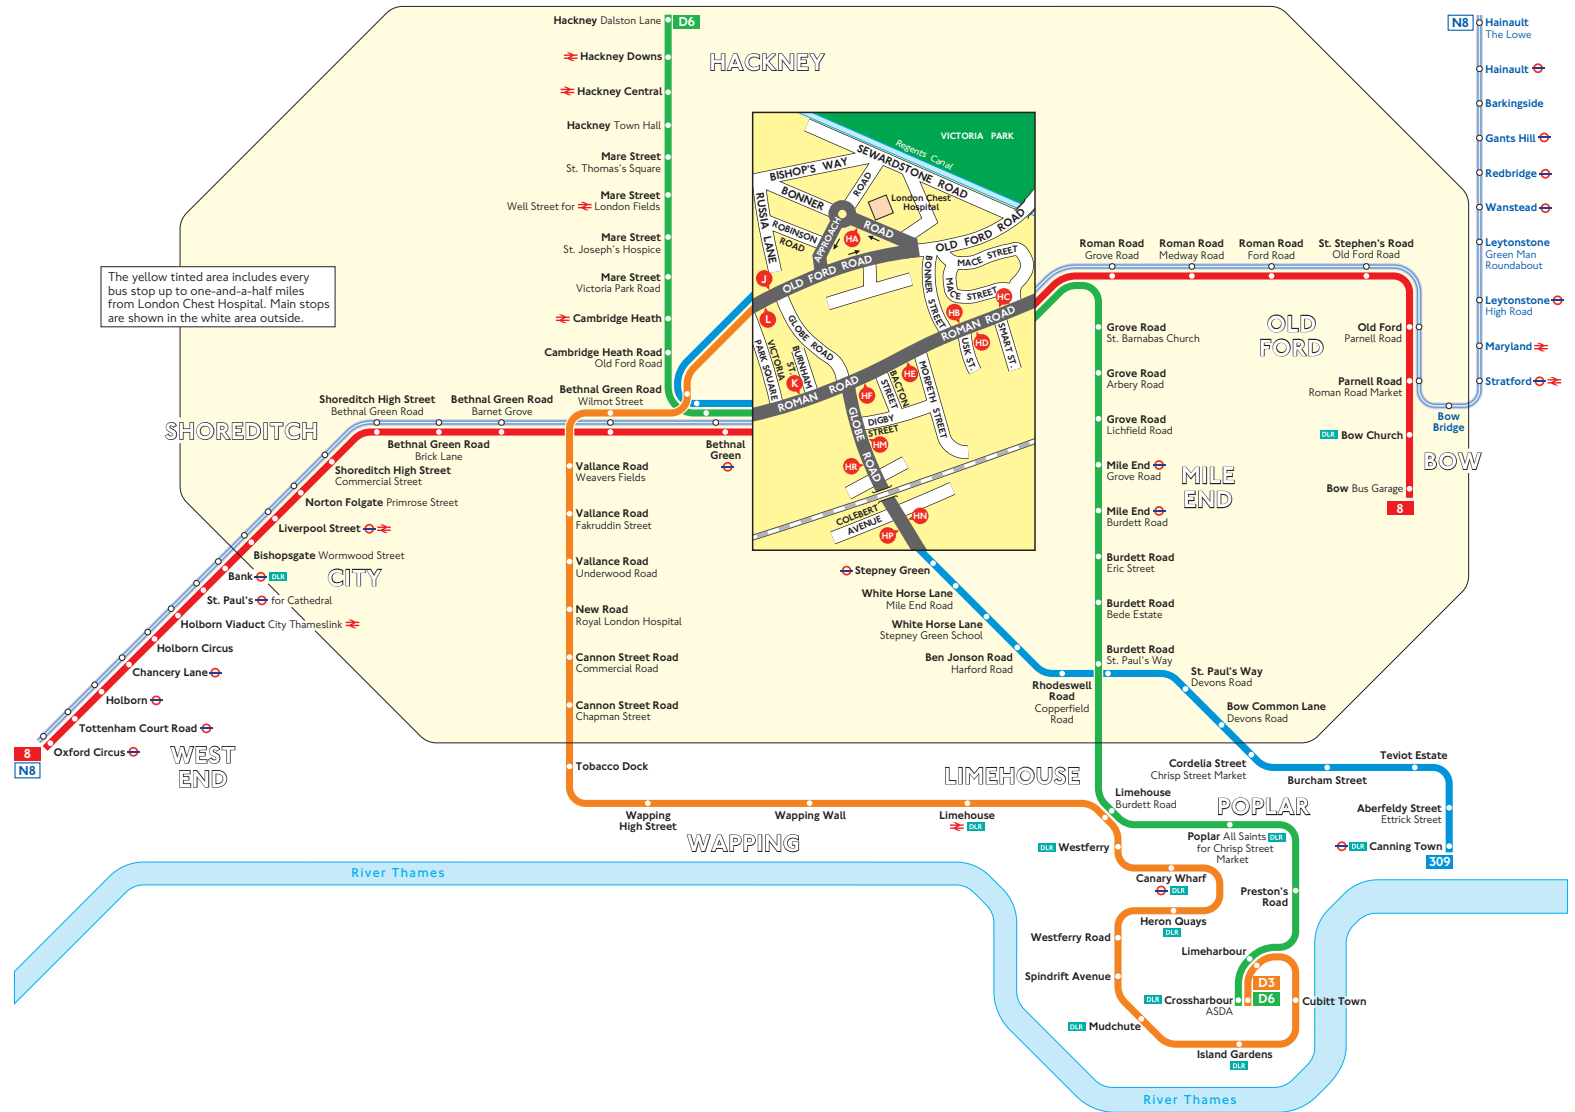 Hackney Dalston Lane
D6
Hackney Downs
Hackney Central
Hackney Town Hall
Mare Street
St. Thomas's Square
Mare Street
Well Street for London Fields
Mare Street
St. Joseph's Hospice
Mare Street
Victoria Park Road
Cambridge Heath
Cambridge Heath Road
Old Ford Road
Bethnal Green Road
Wilmot Street
HACKNEY
The yellow tinted area includes every
bus stop up to one-and-a-half miles
from London Chest Hospital. Main stops
are shown in the white area outside.
VICTORIA PARK
Regents Canal
SEWARDSTONE ROAD
BISHOP'S WAY
BONNER
ROAD
ROAD
RUSSIA LANE
ROBINSON
ROAD
APPROACH
London Chest
Hospital
HA
OLD FORD ROAD
OLD FORD ROAD
MACE STREET
MACE STREET
BONNER STREET
J
L
HC
HB
HD
ROMAN ROAD
USK ST.
SMART ST.
GLOBE ROAD
VICTORIA
PARK SQUARE
BURNHAM
ST.
K
ROMAN ROAD
HE
HF
BACTON
STREET
MORPETH STREET
DIGBY
STREET
GLOBE ROAD
HM
HR
COLEBERT
AVENUE
HN
HP
N8
Hainault
The Lowe
Hainault
Barkingside
Gants Hill
Redbridge
Wanstead
Leytonstone
Green Man
Roundabout
Leytonstone
High Road
Maryland
Stratford
Bow
Bridge
Roman Road
Grove Road
Roman Road
Medway Road
Roman Road
Ford Road
St. Stephen's Road
Old Ford Road
OLD
FORD
Old Ford
Parnell Road
Parnell Road
Roman Road Market
DLR Bow Church
BOW
Bow Bus Garage
8
Grove Road
St. Barnabas Church
Grove Road
Arbery Road
Grove Road
Lichfield Road
Mile End
Grove Road
Mile End
Burdett Road
MILE
END
Burdett Road
Eric Street
Burdett Road
Bede Estate
Burdett Road
St. Paul's Way
SHOREDITCH
Shoreditch High Street
Bethnal Green Road
Bethnal Green Road
Barnet Grove
Bethnal Green Road
Brick Lane
Bethnal
Green
Shoreditch High Street
Commercial Street
Norton Folgate Primrose Street
Liverpool Street
Bishopsgate Wormwood Street
CITY
Bank DLR
St. Paul's for Cathedral
Holborn Viaduct City Thameslink
Holborn Circus
Chancery Lane
Holborn
Tottenham Court Road
Oxford Circus
WEST
END
8
N8
Vallance Road
Weavers Fields
Vallance Road
Fakruddin Street
Vallance Road
Underwood Road
New Road
Royal London Hospital
Cannon Street Road
Commercial Road
Cannon Street Road
Chapman Street
Tobacco Dock
Wapping
High Street
Wapping Wall
Limehouse
DLR
WAPPING
LIMEHOUSE
Stepney Green
White Horse Lane
Mile End Road
White Horse Lane
Stepney Green School
Ben Jonson Road
Harford Road
Rhodeswell
Road
Copperfield
Road
St. Paul's Way
Devons Road
Bow Common Lane
Devons Road
Cordelia Street
Chrisp Street Market
Burcham Street
Teviot Estate
Aberfeldy Street
Ettrick Street
DLR Canning Town
309
Limehouse
Burdett Road
POPLAR
Poplar All Saints DLR
for Chrisp Street
Market
DLR Westferry
Canary Wharf
DLR
Heron Quays
DLR
Preston's
Road
Westferry Road
Limeharbour
Spindrift Avenue
D3
D6
DLR Crossharbour
ASDA
Cubitt Town
DLR Mudchute
Island Gardens
DLR
River Thames
River Thames